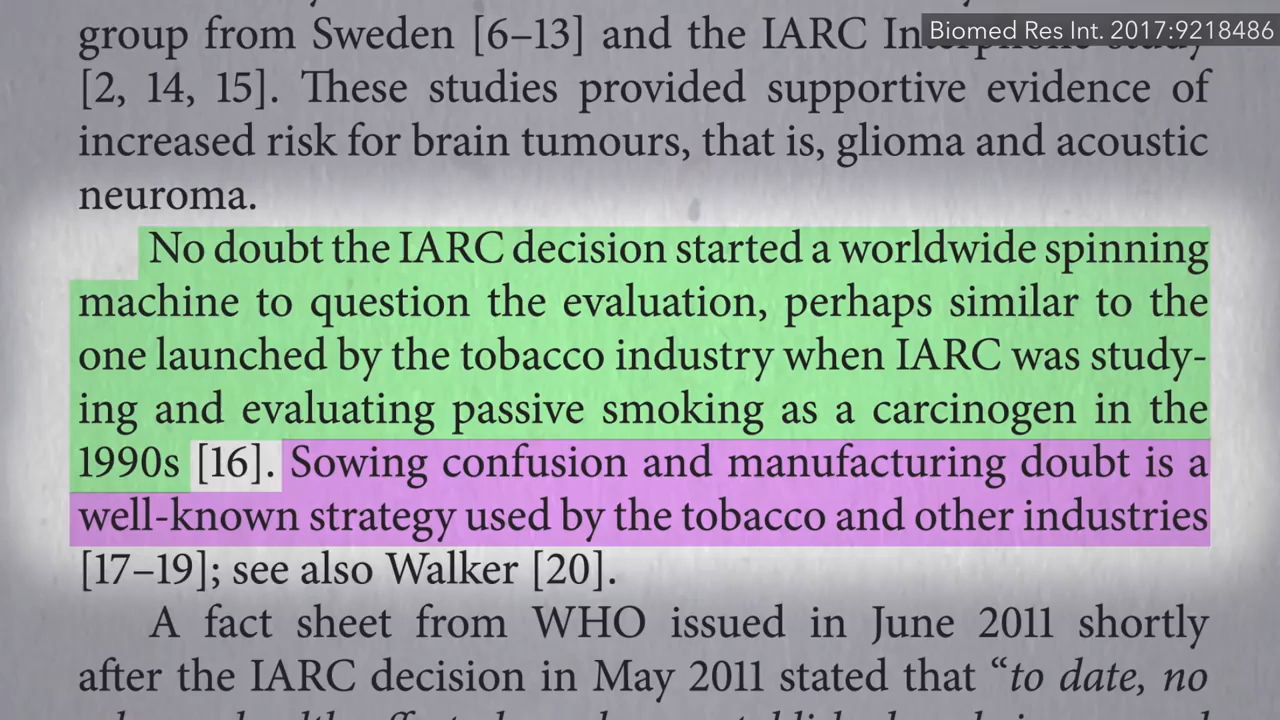 Biomed Res Int. 2017:9218486
group from Sweden [6–13] and the IARC Interphone study
[2, 14, 15]. These studies provided supportive evidence of
increased risk for brain tumours, that is, glioma and acoustic
neuroma.
No doubt the IARC decision started a worldwide spinning
machine to question the evaluation, perhaps similar to the
one launched by the tobacco industry when IARC was study-
ing and evaluating passive smoking as a carcinogen in the
1990s [16]. Sowing confusion and manufacturing doubt is a
well-known strategy used by the tobacco and other industries
[17–19]; see also Walker [20].
A fact sheet from WHO issued in June 2011 shortly
after the IARC decision in May 2011 stated that “to date, no